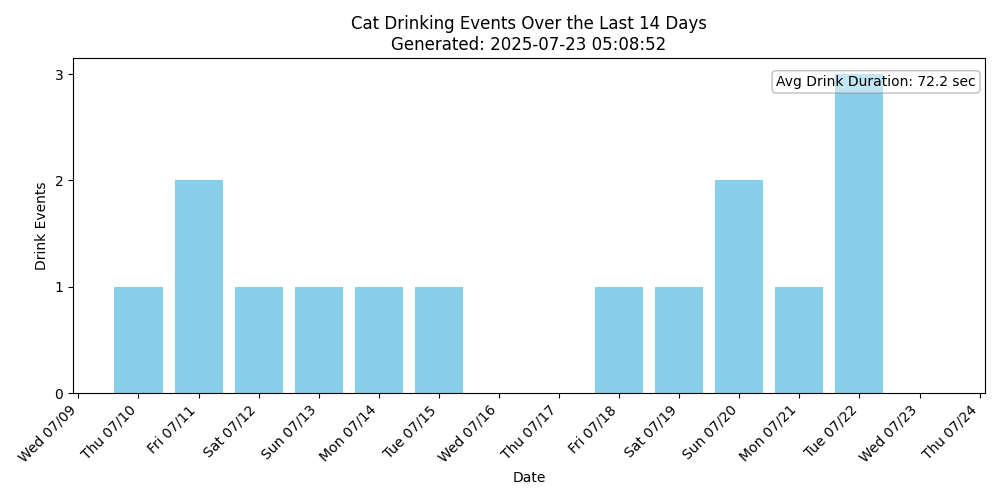 Cat Drinking Events Over the Last 14 Days
Generated: 2025-07-23 05:08:52
Avg Drink Duration: 72.2 sec
Drink Events
3
2
1
0
Wed 07/09
Thu 07/10
Fri 07/11
Sat 07/12
Sun 07/13
Mon 07/14
Tue 07/15
Wed 07/16
Thu 07/17
Fri 07/18
Sat 07/19
Sun 07/20
Mon 07/21
Tue 07/22
Wed 07/23
Thu 07/24
Date